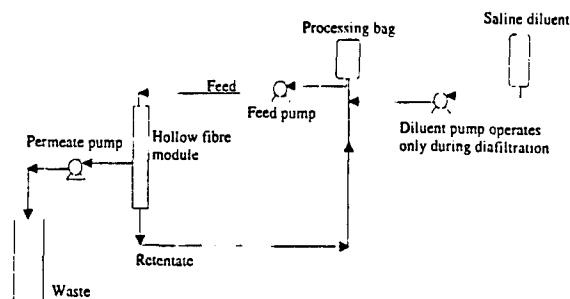 Processing bag
Saline diluent
Feed
Feed pump
Diluent pump operates
only during diafiltration
Permeate pump
Hollow fibre
module
Retentate
Waste